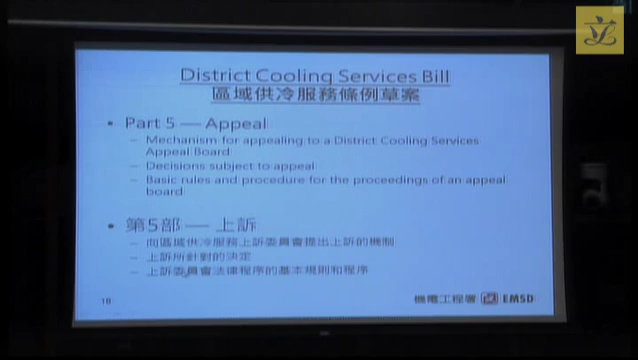 District Cooling Services Bill
區域供冷服務條例草案
• Part 5 — Appeal
– Mechanism for appealing to a District Cooling Services
Appeal Board
– Decisions subject to appeal
– Basic rules and procedure for the proceedings of an appeal
board
• 第5部 — 上訴
– 向區域供冷服務上訴委員會提出上訴的機制
– 上訴所針對的決定
– 上訴委員會法律程序的基本規則和程序
18
機電工程署 EMSD